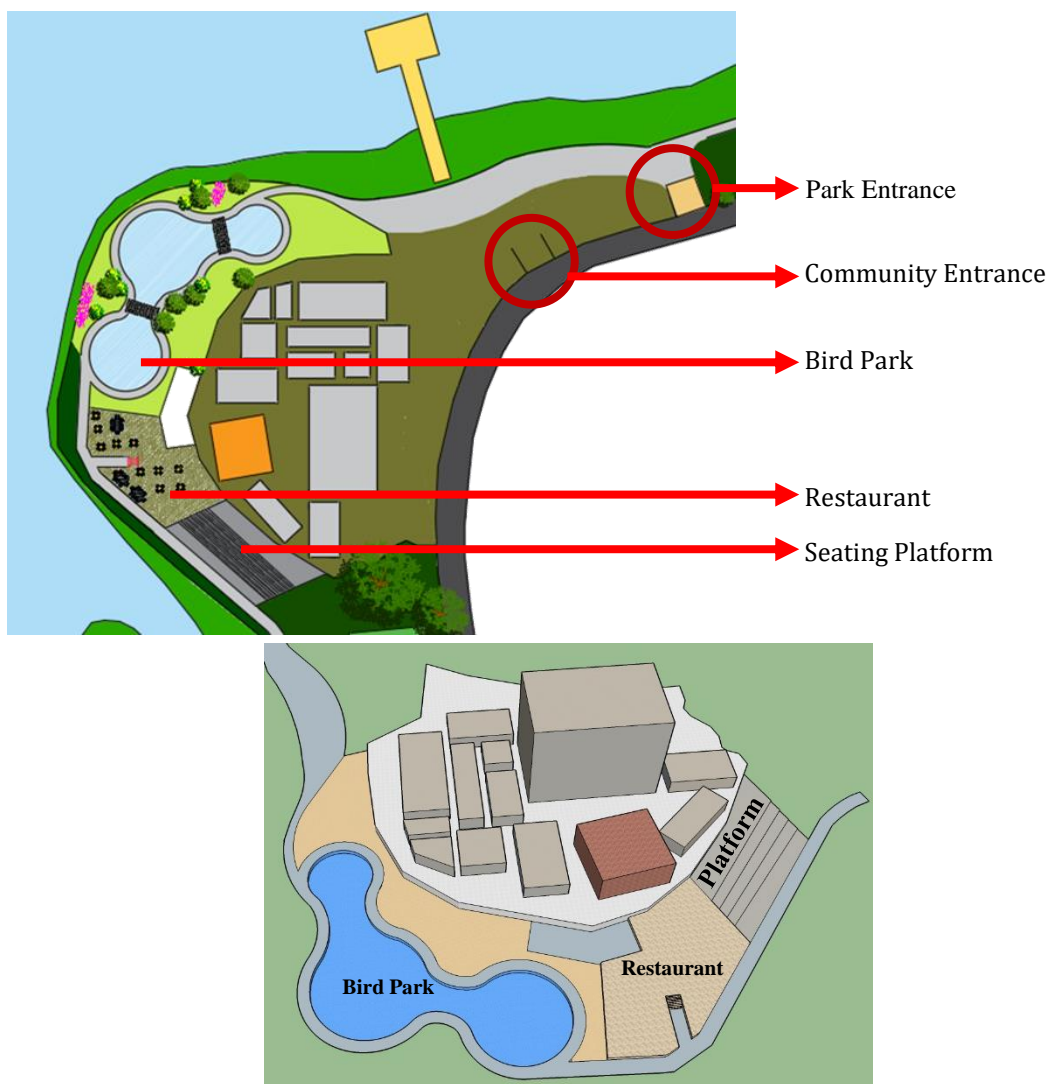 Park Entrance
Community Entrance
Bird Park
Restaurant
Seating Platform
Platform
Restaurant
Bird Park